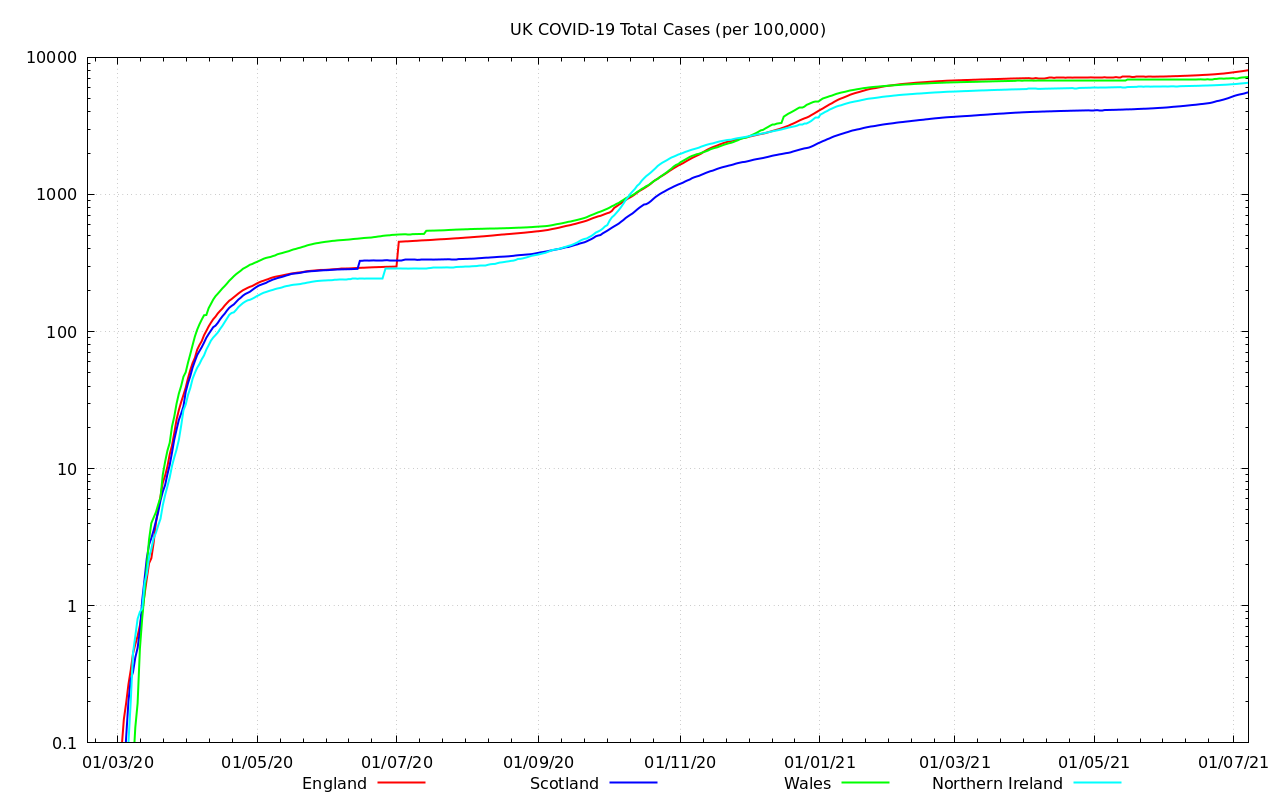 UK COVID-19 Total Cases (per 100,000)
10000
1000
100
10
1
0.1
01/03/20 01/05/20 01/07/20 01/09/20 01/11/20 01/01/21 01/03/21 01/05/21 01/07/21
England Scotland Wales Northern Ireland